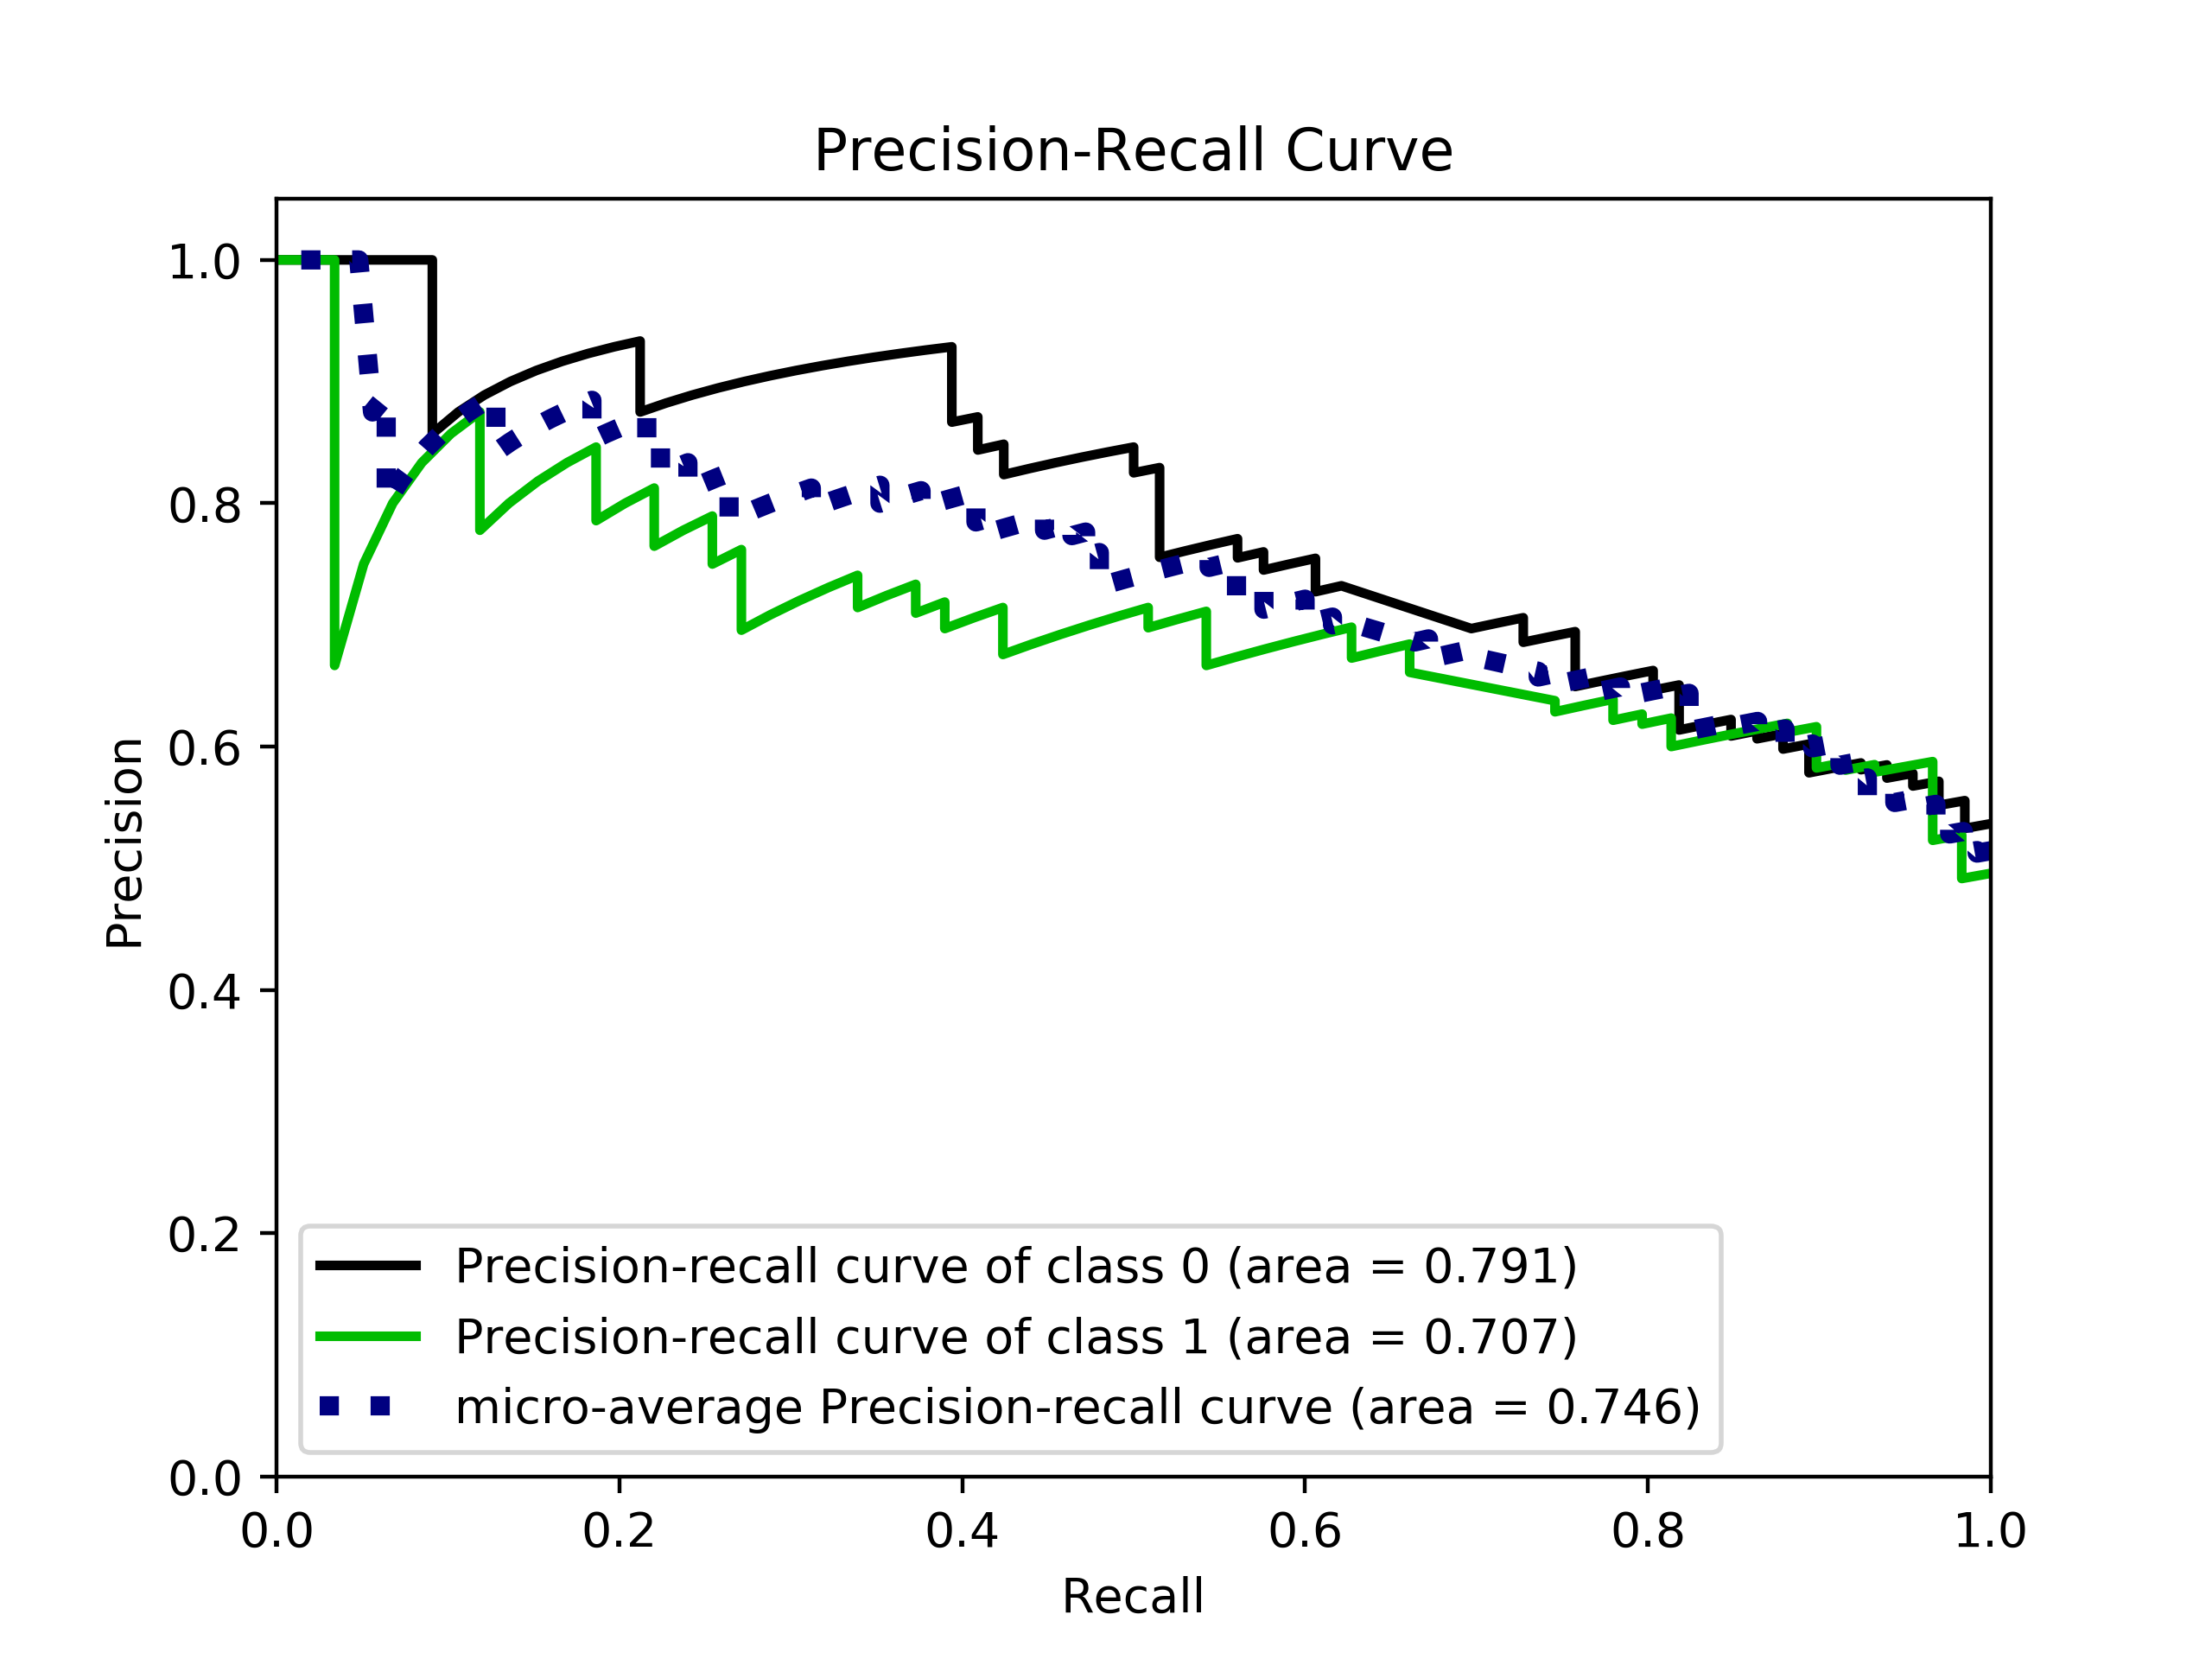 Precision-Recall Curve
1.0
0.8
0.6
0.4
0.2
0.0
Precision
Precision-recall curve of class 0 (area = 0.791)
Precision-recall curve of class 1 (area = 0.707)
micro-average Precision-recall curve (area = 0.746)
0.0 0.2 0.4 0.6 0.8 1.0
Recall